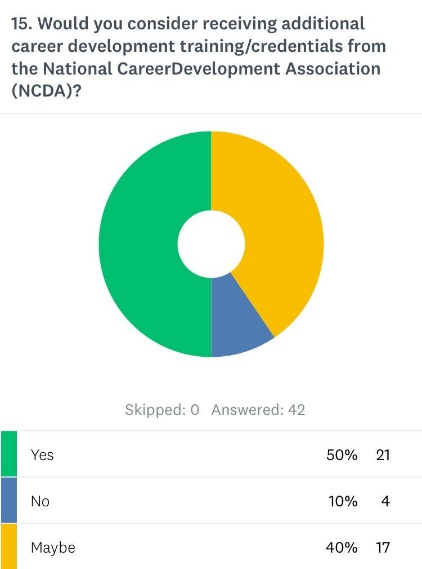 15. Would you consider receiving additional
career development training/credentials from
the National CareerDevelopment Association
(NCDA)?
Skipped: 0 Answered: 42
Yes 50% 21
No 10% 4
Maybe 40% 17